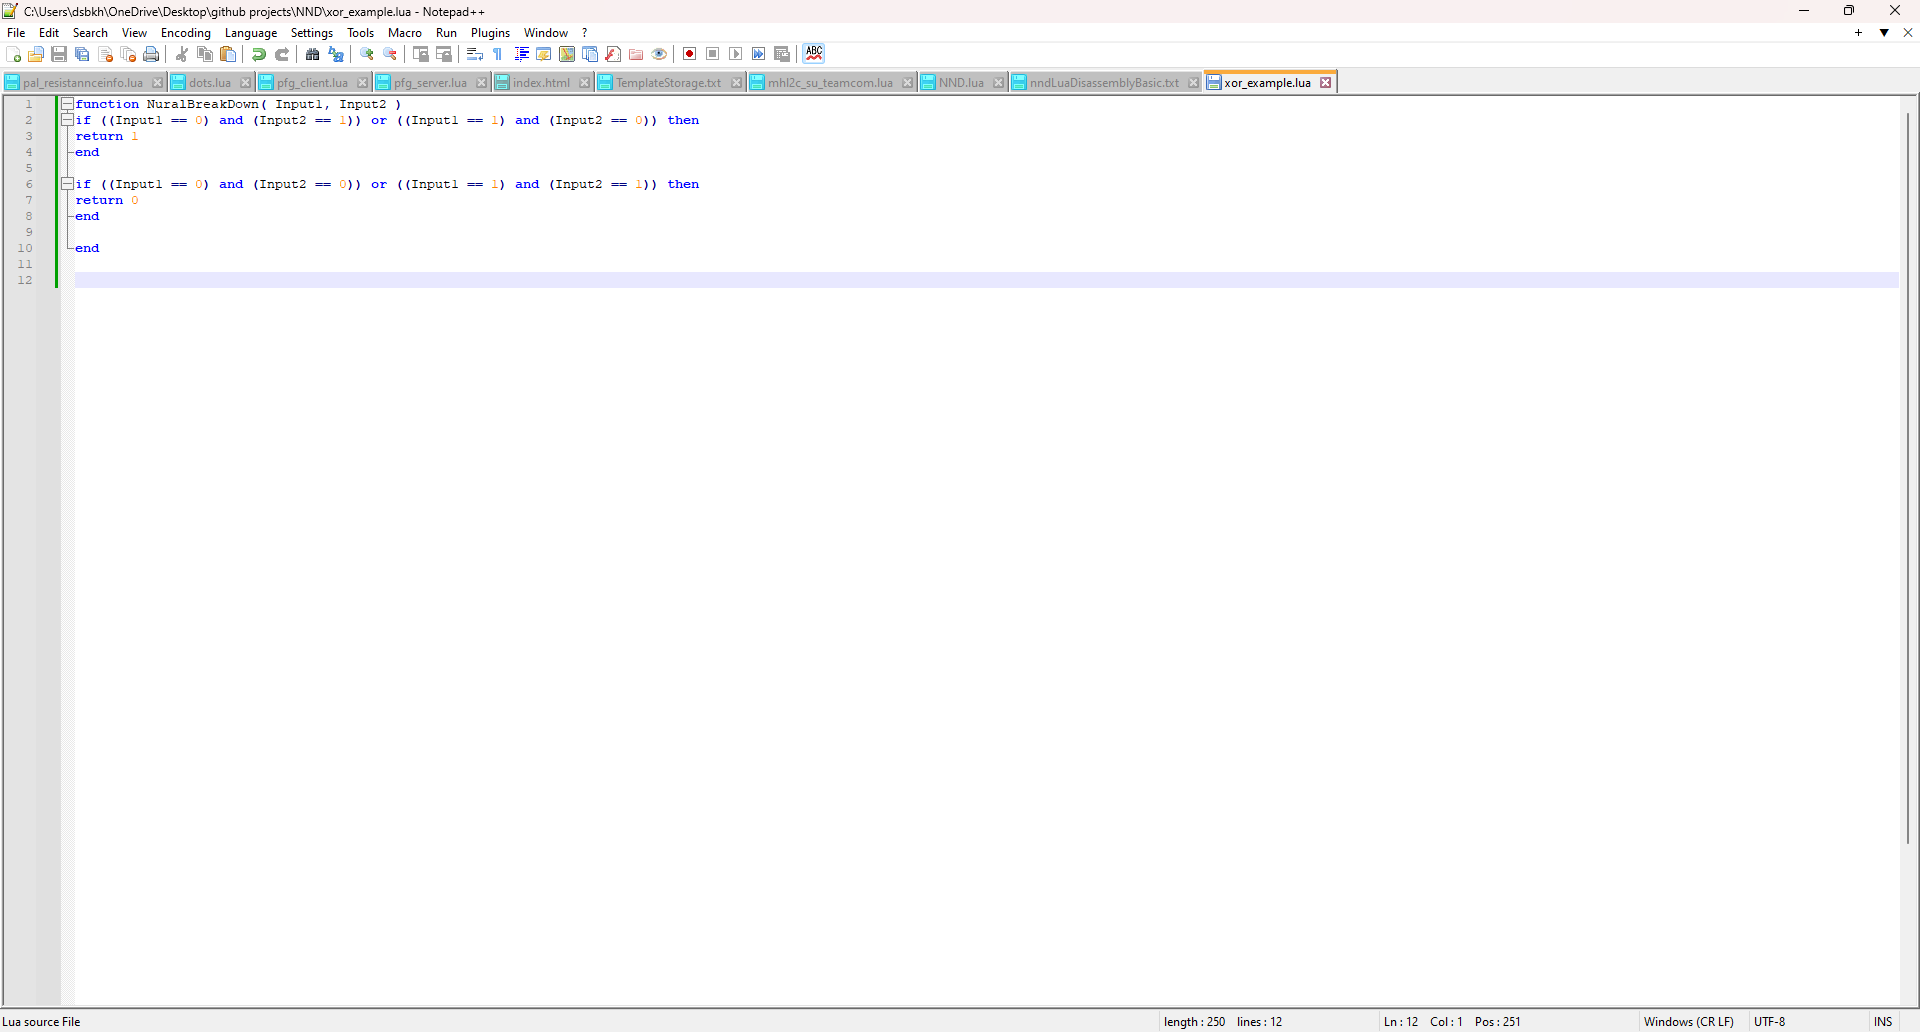 C:\Users\dsbkh\OneDrive\Desktop\github projects\NND\xor_example.lua - Notepad++
File Edit Search View Encoding Language Settings Tools Macro Run Plugins Window ?
ABC
pal_resistannceinfo.lua dots.lua pfg_client.lua pfg_server.lua index.html TemplateStorage.txt mhl2c_su_teamcom.lua NND.lua nndLuaDisassemblyBasic.txt xor_example.lua
1 function NuralBreakDown( Input1, Input2 )
2 if ((Input1 == 0) and (Input2 == 1)) or ((Input1 == 1) and (Input2 == 0)) then
3 return 1
4 end
5
6 if ((Input1 == 0) and (Input2 == 0)) or ((Input1 == 1) and (Input2 == 1)) then
7 return 0
8 end
9
10 end
11
12
Lua source File length : 250 lines : 12 Ln : 12 Col : 1 Pos : 251 Windows (CR LF) UTF-8 INS